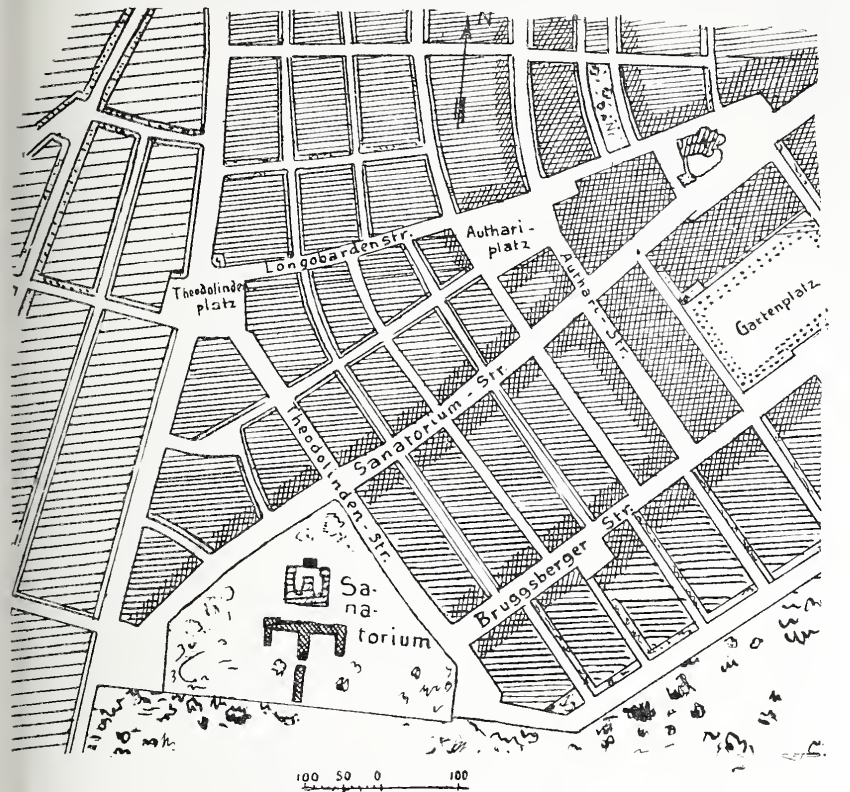 N
Longobardenstr.
Authari-
platz
Theodolinden
platz
Authari-Str.
Gartenplatz
Sanatorium-Str.
Theodolinden-Str.
Bruggsberger Str.
Sa-
na-
torium
100 50 0 100